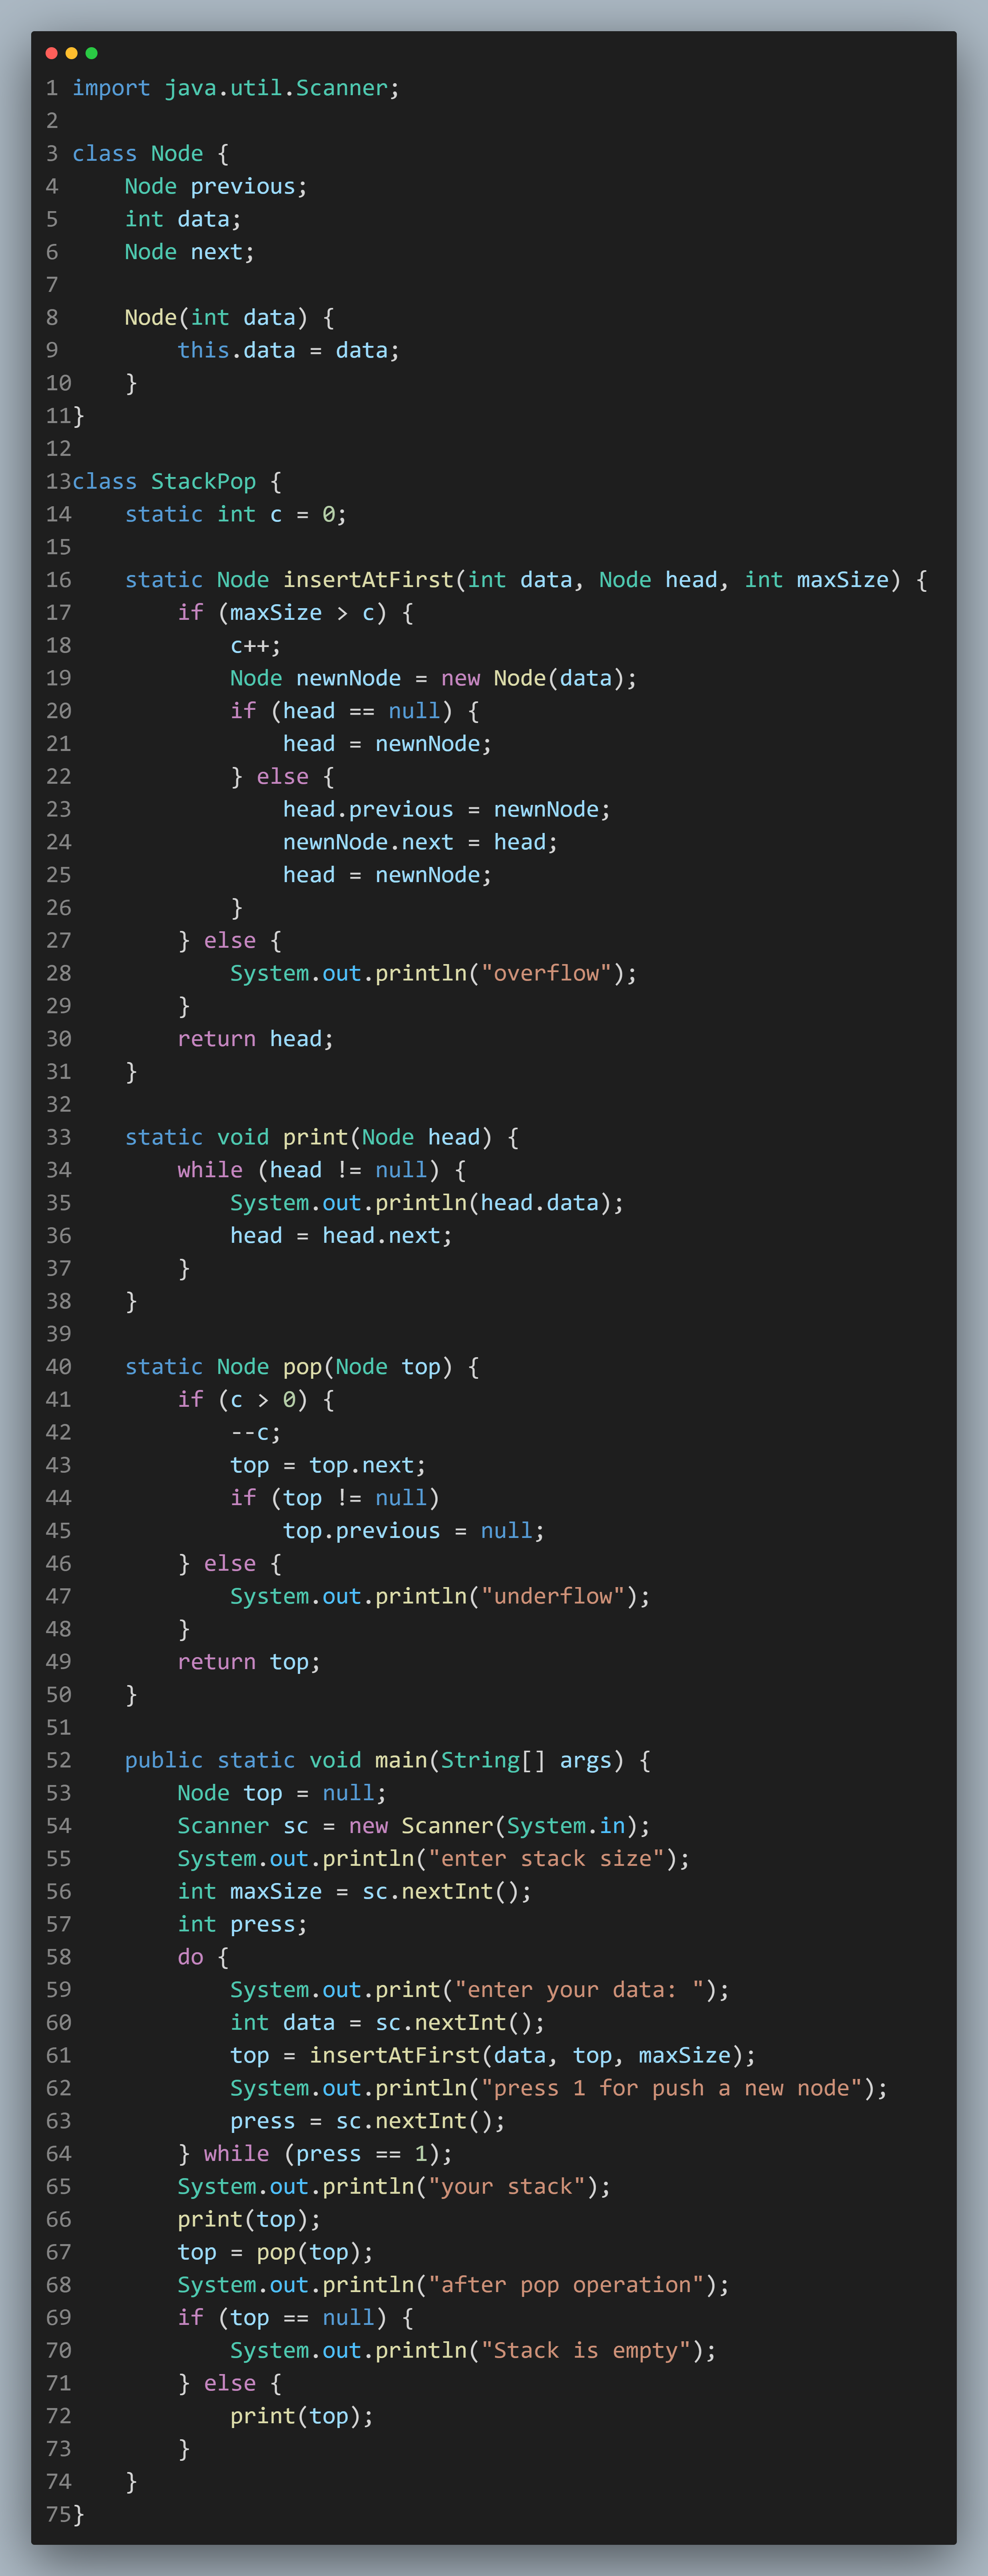 1 import java.util.Scanner;
2
3 class Node {
4     Node previous;
5     int data;
6     Node next;
7
8     Node(int data) {
9         this.data = data;
10     }
11}
12
13class StackPop {
14    static int c = 0;
15
16    static Node insertAtFirst(int data, Node head, int maxSize) {
17        if (maxSize > c) {
18            c++;
19            Node newnNode = new Node(data);
20            if (head == null) {
21                head = newnNode;
22            } else {
23                head.previous = newnNode;
24                newnNode.next = head;
25                head = newnNode;
26            }
27        } else {
28            System.out.println("overflow");
29        }
30        return head;
31    }
32
33    static void print(Node head) {
34        while (head != null) {
35            System.out.println(head.data);
36            head = head.next;
37        }
38    }
39
40    static Node pop(Node top) {
41        if (c > 0) {
42            --c;
43            top = top.next;
44            if (top != null)
45                top.previous = null;
46        } else {
47            System.out.println("underflow");
48        }
49        return top;
50    }
51
52    public static void main(String[] args) {
53        Node top = null;
54        Scanner sc = new Scanner(System.in);
55        System.out.println("enter stack size");
56        int maxSize = sc.nextInt();
57        int press;
58        do {
59            System.out.print("enter your data: ");
60            int data = sc.nextInt();
61            top = insertAtFirst(data, top, maxSize);
62            System.out.println("press 1 for push a new node");
63            press = sc.nextInt();
64        } while (press == 1);
65        System.out.println("your stack");
66        print(top);
67        top = pop(top);
68        System.out.println("after pop operation");
69        if (top == null) {
70            System.out.println("Stack is empty");
71        } else {
72            print(top);
73        }
74    }
75}